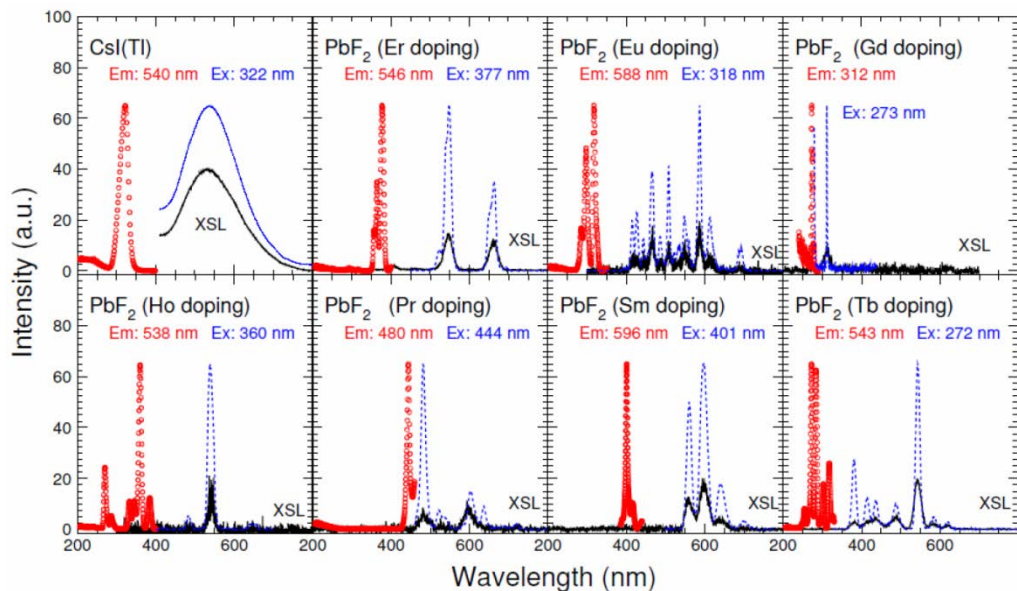 Intensity (a.u.)
100
80
60
40
20
0
CsI(Tl)
Em: 540 nm Ex: 322 nm
XSL
PbF2 (Er doping)
Em: 546 nm Ex: 377 nm
XSL
PbF2 (Eu doping)
Em: 588 nm Ex: 318 nm
XSL
PbF2 (Gd doping)
Em: 312 nm
Ex: 273 nm
XSL
80
60
40
20
0
PbF2 (Ho doping)
Em: 538 nm Ex: 360 nm
XSL
PbF2 (Pr doping)
Em: 480 nm Ex: 444 nm
XSL
PbF2 (Sm doping)
Em: 596 nm Ex: 401 nm
XSL
PbF2 (Tb doping)
Em: 543 nm Ex: 272 nm
XSL
200 400 600 200 400 600 200 400 600 200 400 600
Wavelength (nm)